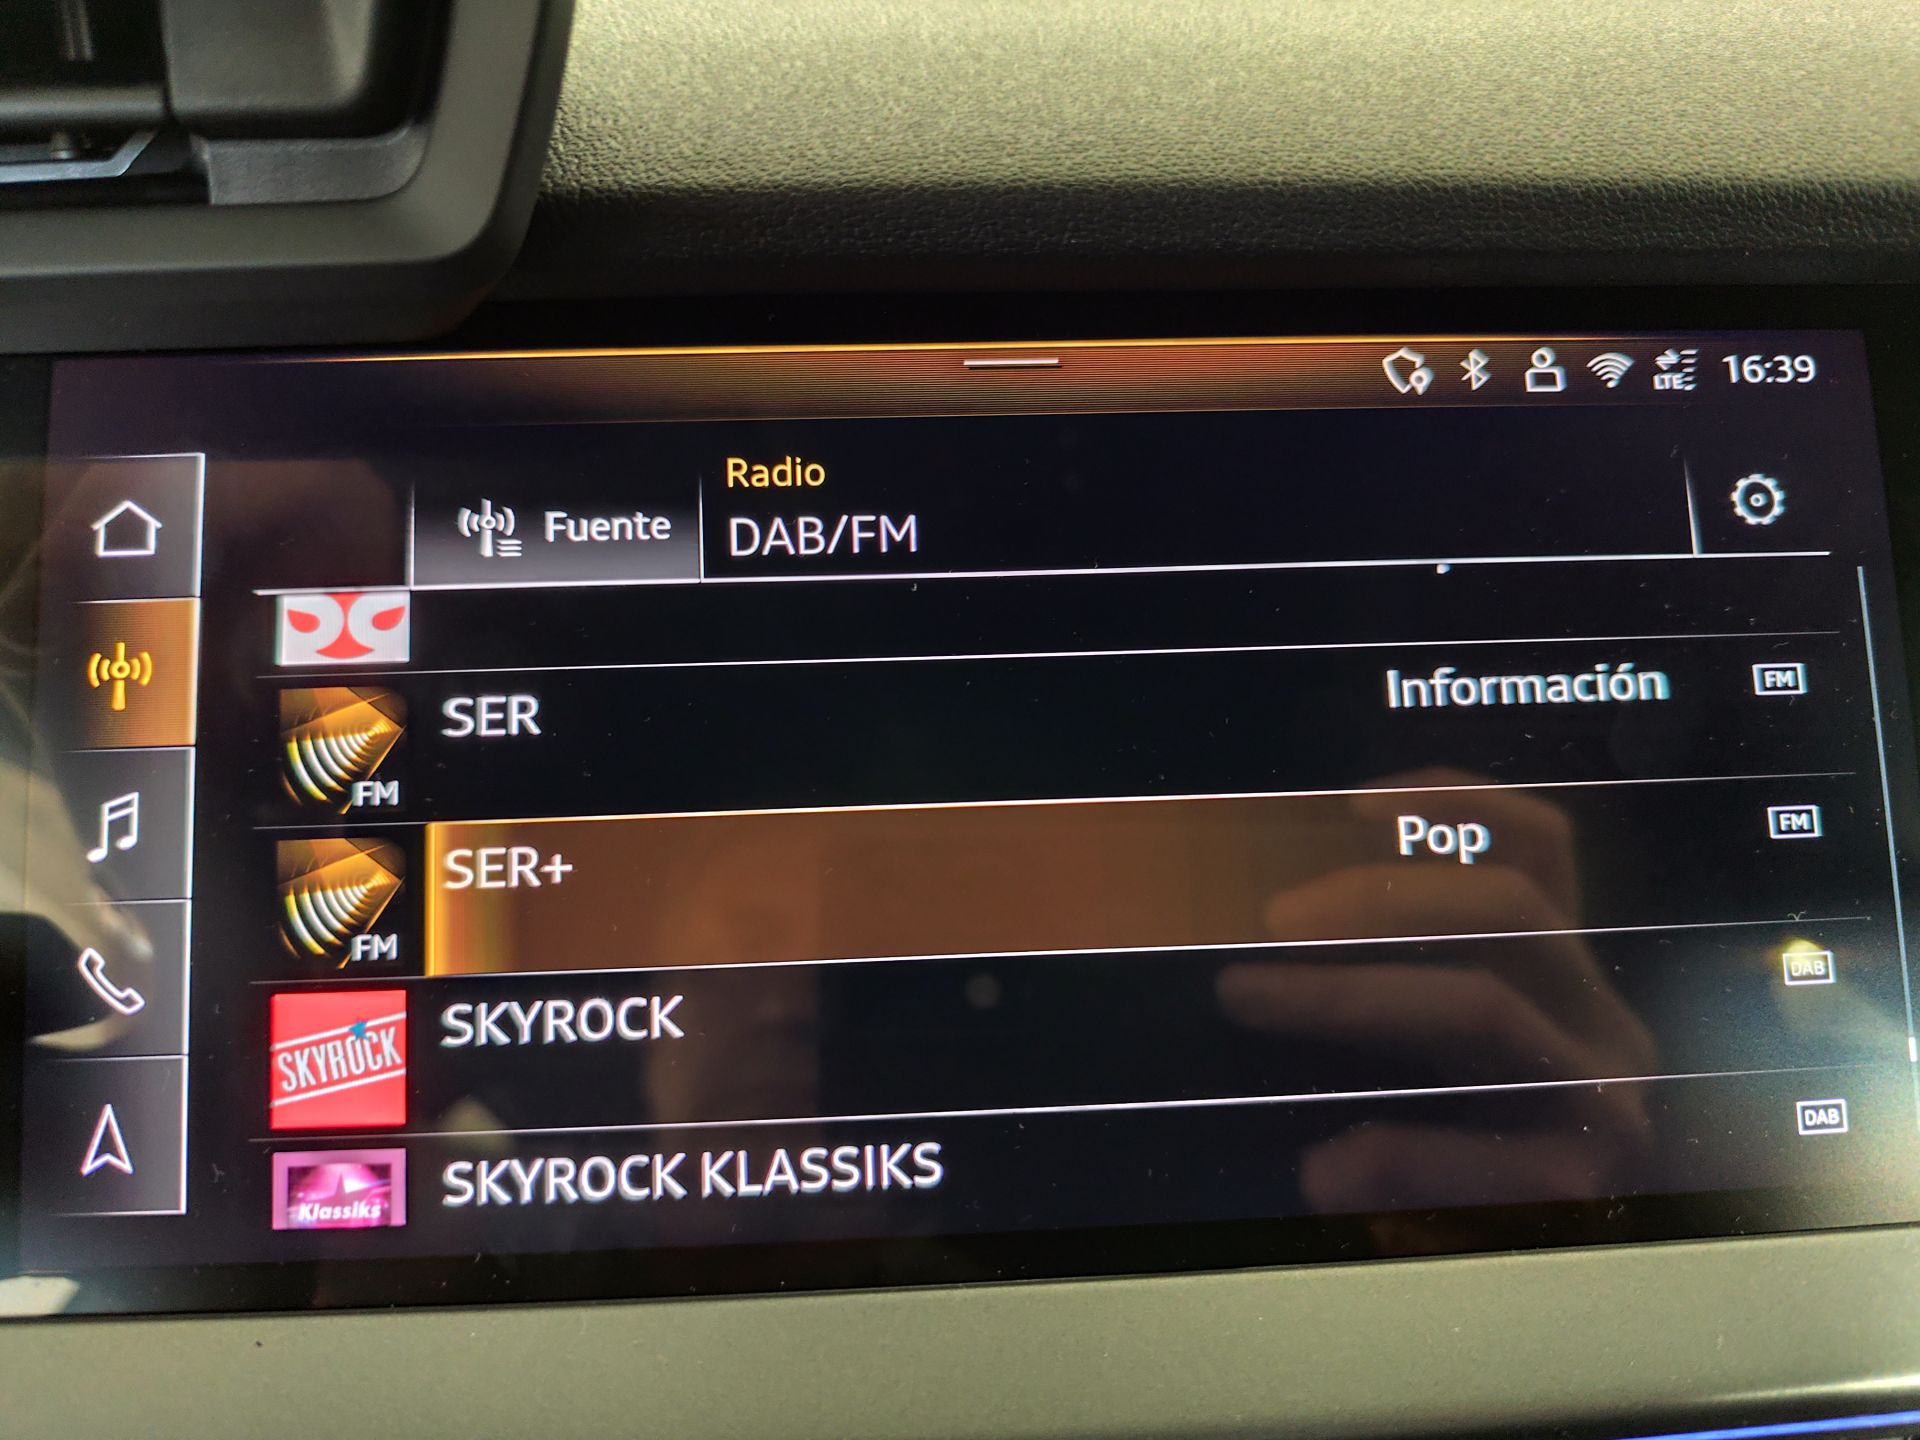 LTE 16:39
Radio
Fuente DAB/FM
SER Información FM
FM
SER+ Pop FM
FM
SKYROCK SKYROCK DAB
Klassiks SKYROCK KLASSIKS DAB